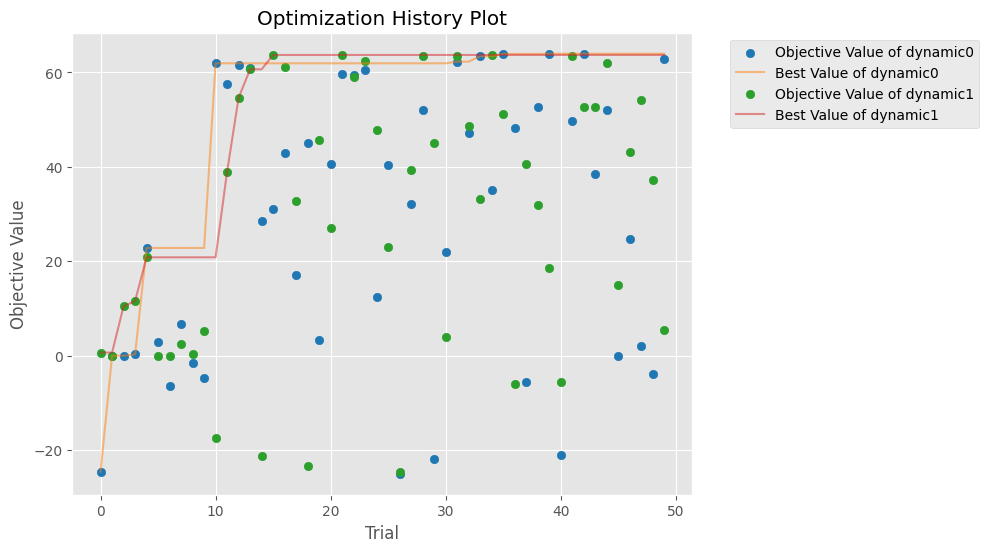 Optimization History Plot
Objective Value
60
40
20
0
−20
0 10 20 30 40 50
Trial
Objective Value of dynamic0
Best Value of dynamic0
Objective Value of dynamic1
Best Value of dynamic1